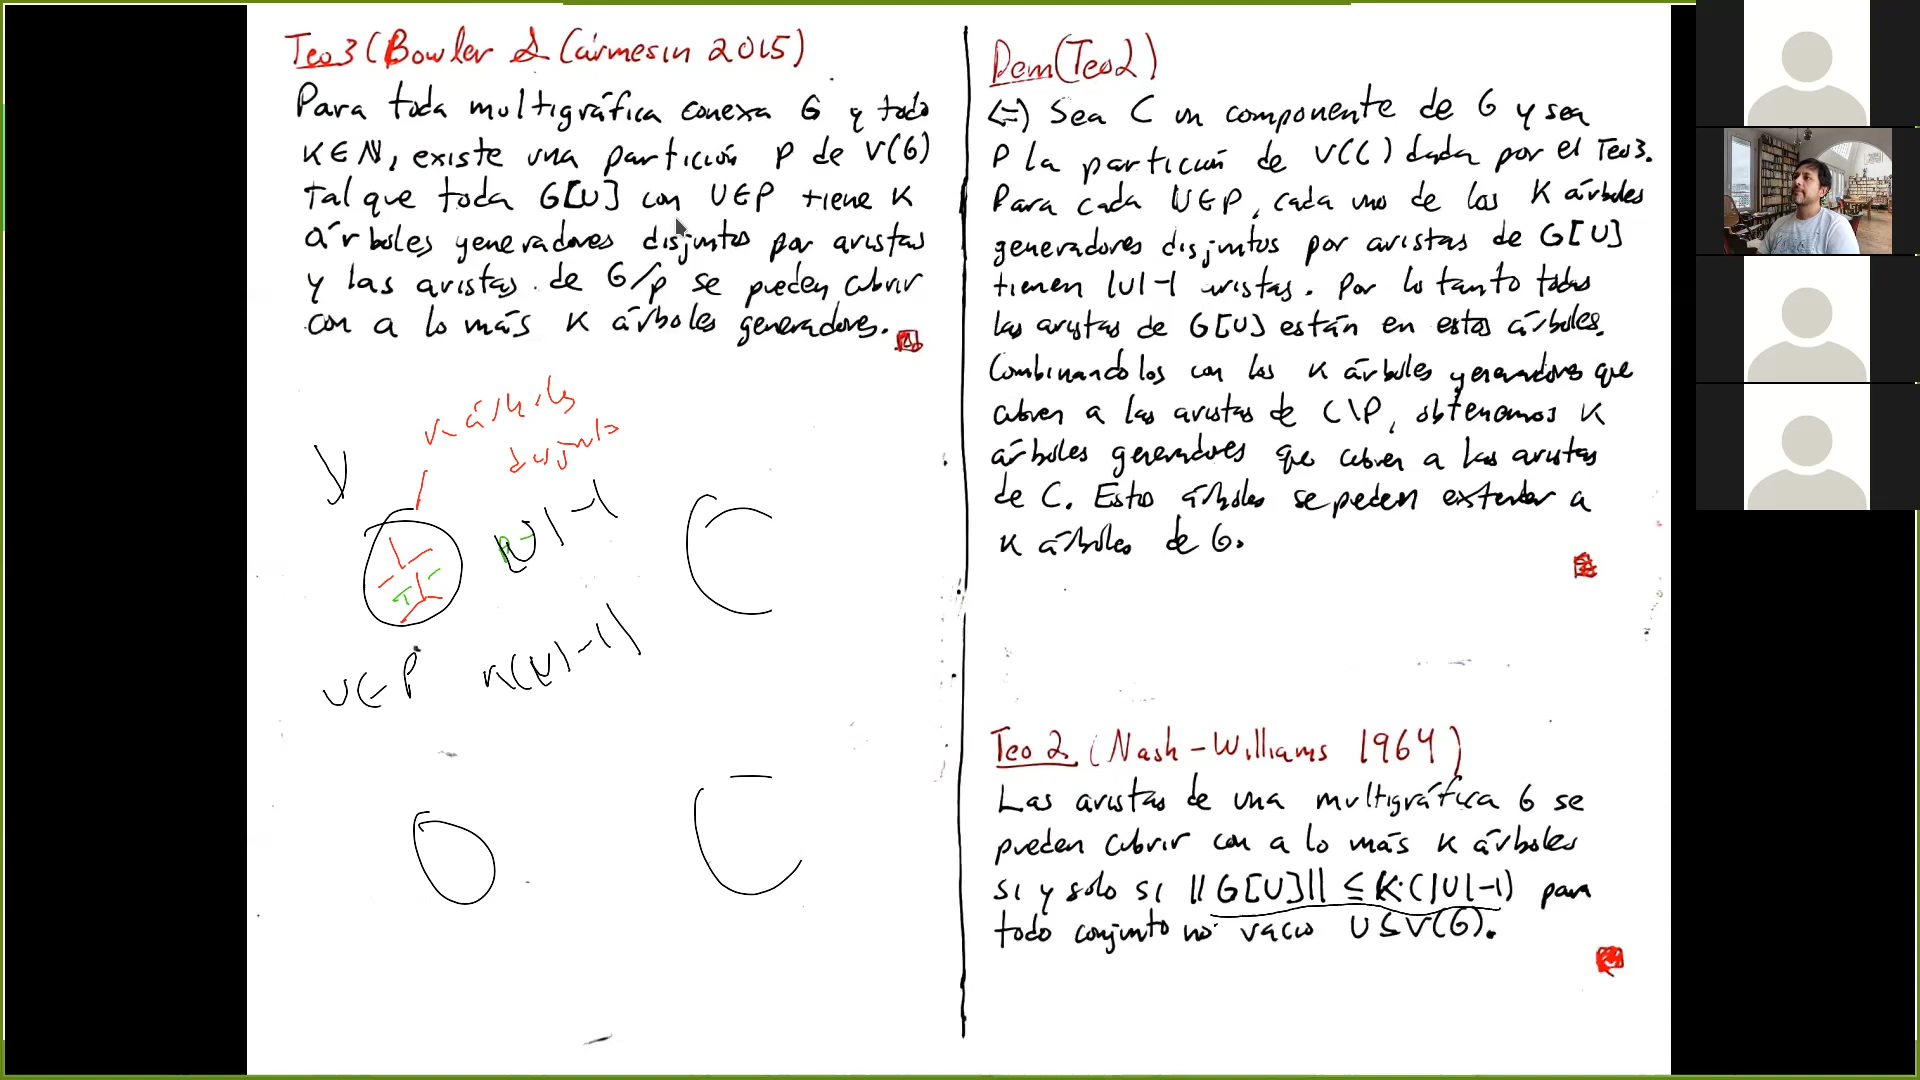 Teo3 (Bowler & Carmesin 2015)
Para toda multigráfica conexa G y todo
K∈N, existe una partición P de V(G)
tal que toda G[U] con U∈P tiene K
árboles generadores disjuntos por aristas
y las aristas de G/P se pueden cubrir
con a lo más K árboles generadores.
K árboles
disjuntos
|U|-1
U∈P
K(|U|-1)
Dem(Teo2)
(⇐) Sea C un componente de G y sea
P la partición de V(C) dada por el Teo3.
Para cada U∈P, cada uno de los K árboles
generadores disjuntos por aristas de G[U]
tienen |U|-1 aristas. Por lo tanto todas
las aristas de G[U] están en estos árboles.
Combinandolos con los K árboles generadores que
cubren a las aristas de C\P, obtenemos K
árboles generadores que cubren a las aristas
de C. Estos árboles se peden extender a
K árboles de G.
Teo 2 (Nash-Williams 1964)
Las aristas de una multigráfica G se
pueden cubrir con a lo más K árboles
si y solo si ||G[U]|| ≤ K·(|U|-1) para
todo conjunto no vacio U⊆V(G).